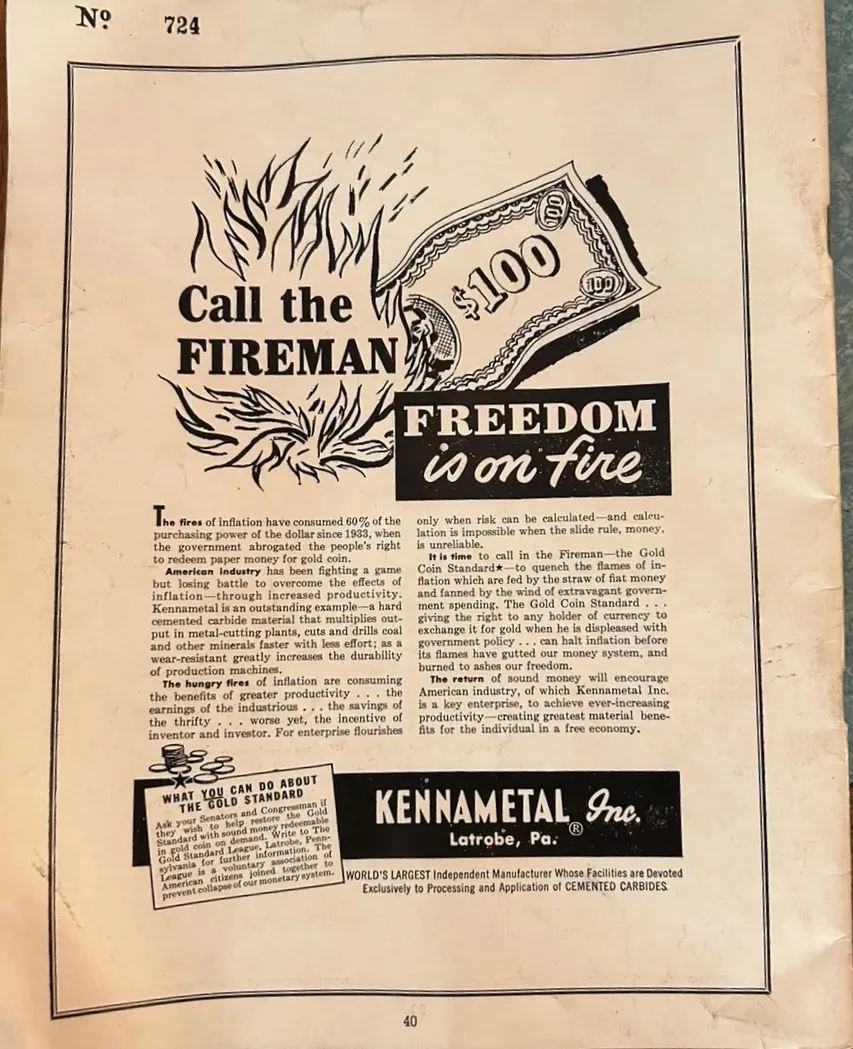 Nº 724
100
$100
100
Call the
FIREMAN
FREEDOM
is on fire
The fires of inflation have consumed 60% of the
purchasing power of the dollar since 1933, when
the government abrogated the people's right
to redeem paper money for gold coin.
American industry has been fighting a game
but losing battle to overcome the effects of
inflation—through increased productivity.
Kennametal is an outstanding example—a hard
cemented carbide material that multiplies out-
put in metal-cutting plants, cuts and drills coal
and other minerals faster with less effort; as a
wear-resistant greatly increases the durability
of production machines.
The hungry fires of inflation are consuming
the benefits of greater productivity . . . the
earnings of the industrious . . . the savings of
the thrifty . . . worse yet, the incentive of
inventor and investor. For enterprise flourishes
only when risk can be calculated—and calcu-
lation is impossible when the slide rule, money,
is unreliable.
It is time to call in the Fireman—the Gold
Coin Standard★—to quench the flames of in-
flation which are fed by the straw of fiat money
and fanned by the wind of extravagant govern-
ment spending. The Gold Coin Standard . . .
giving the right to any holder of currency to
exchange it for gold when he is displeased with
government policy . . . can halt inflation before
its flames have gutted our money system, and
burned to ashes our freedom.
The return of sound money will encourage
American industry, of which Kennametal Inc.
is a key enterprise, to achieve ever-increasing
productivity—creating greatest material bene-
fits for the individual in a free economy.
★
WHAT YOU CAN DO ABOUT
THE GOLD STANDARD
Ask your Senators and Congressman if
they wish to help restore the Gold
Standard with sound money redeemable
in gold coin on demand. Write to The
Gold Standard League, Latrobe, Penn-
sylvania for further information. The
League is a voluntary association of
American citizens joined together to
prevent collapse of our monetary system.
KENNAMETAL Inc.
®
Latrobe, Pa.
WORLD'S LARGEST Independent Manufacturer Whose Facilities are Devoted
Exclusively to Processing and Application of CEMENTED CARBIDES.
40